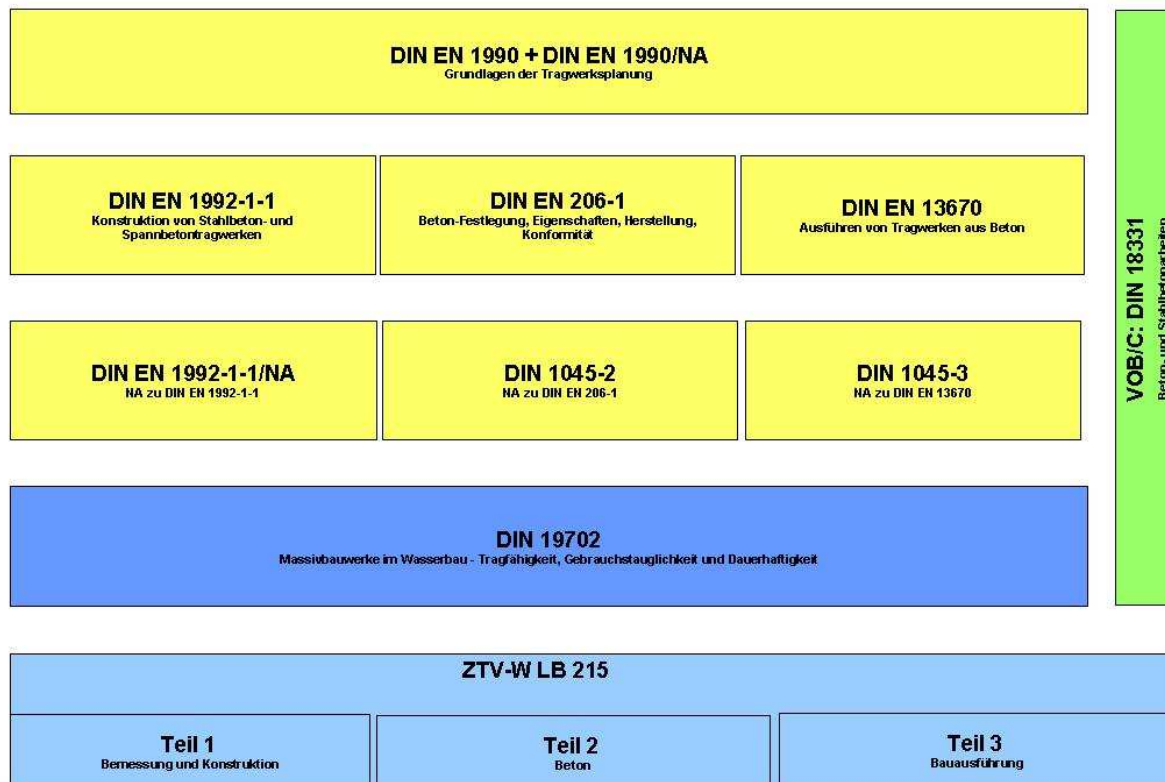 DIN EN 1990 + DIN EN 1990/NA
Grundlagen der Tragwerksplanung
DIN EN 1992-1-1
Konstruktion von Stahlbeton- und
Spannbetontragwerken
DIN EN 206-1
Beton-Festlegung, Eigenschaften, Herstellung,
Konformität
DIN EN 13670
Ausführen von Tragwerken aus Beton
DIN EN 1992-1-1/NA
NA zu DIN EN 1992-1-1
DIN 1045-2
NA zu DIN EN 206-1
DIN 1045-3
NA zu DIN EN 13670
DIN 19702
Massivbauwerke im Wasserbau - Tragfähigkeit, Gebrauchstauglichkeit und Dauerhaftigkeit
VOB/C: DIN 18331
Beton- und Stahlbetonarbeiten
ZTV-W LB 215
Teil 1
Bemessung und Konstruktion
Teil 2
Beton
Teil 3
Bauausführung